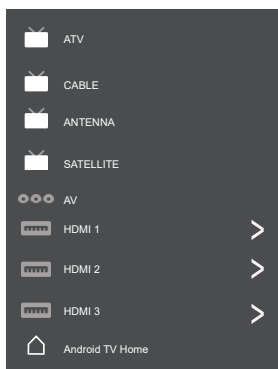 ATV
CABLE
ANTENNA
SATELLITE
AV
HDMI 1
HDMI 2
HDMI 3
Android TV Home